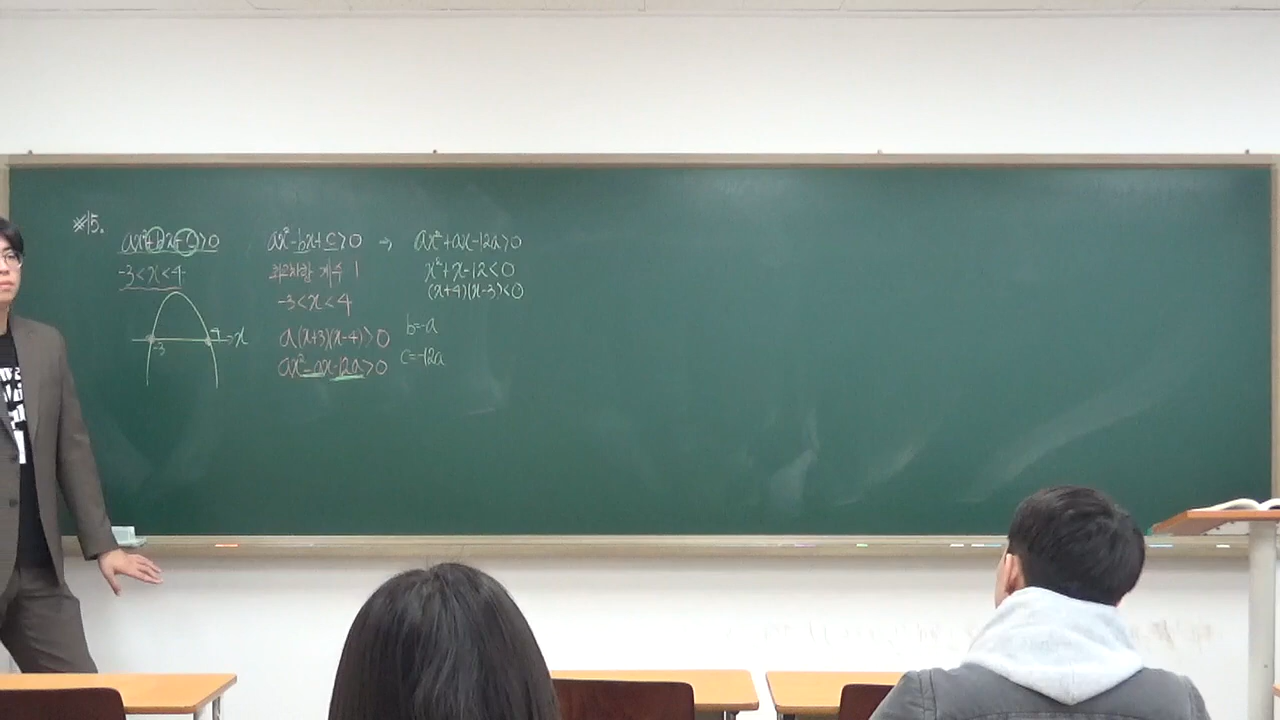 ※15.
ax²+bx+c>0
-3<x<4
-3
4
x
ax²-bx+c>0 →
최고차항 계수 1
-3<x<4
a(x+3)(x-4)>0
ax²-ax-12a>0
ax²+ax-12a>0
x²+x-12<0
(x+4)(x-3)<0
b=-a
c=-12a